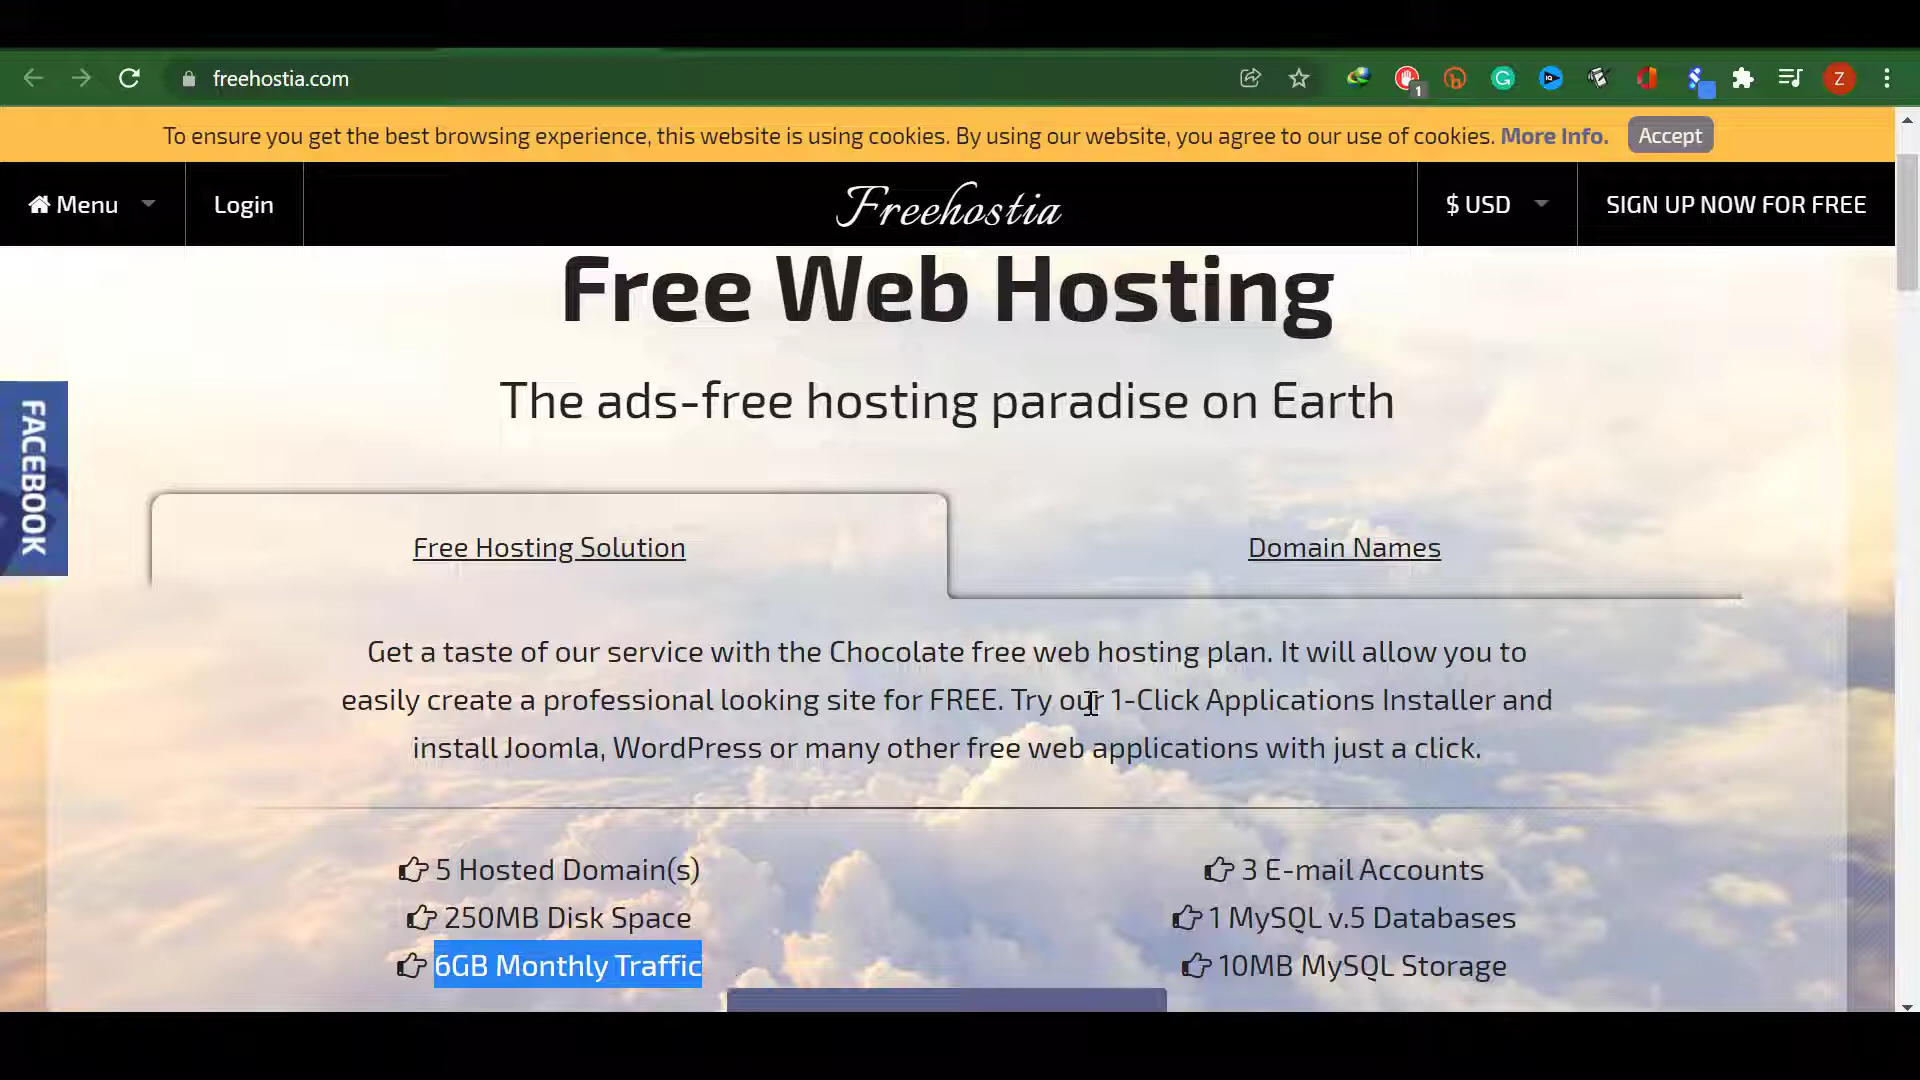 freehostia.com
1
Z
To ensure you get the best browsing experience, this website is using cookies. By using our website, you agree to our use of cookies. More Info. Accept
Menu
Login
Freehostia
$ USD
SIGN UP NOW FOR FREE
Free Web Hosting
The ads-free hosting paradise on Earth
FACEBOOK
Free Hosting Solution
Domain Names
Get a taste of our service with the Chocolate free web hosting plan. It will allow you to
easily create a professional looking site for FREE. Try our 1-Click Applications Installer and
install Joomla, WordPress or many other free web applications with just a click.
5 Hosted Domain(s)
3 E-mail Accounts
250MB Disk Space
1 MySQL v.5 Databases
6GB Monthly Traffic
10MB MySQL Storage